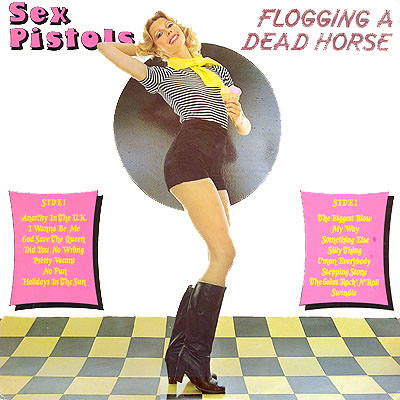 Sex
Pistols
FLOGGING A
DEAD HORSE
SIDE 1
Anarchy In The U.K.
I Wanna Be Me
God Save The Queen
Did You No Wrong
Pretty Vacant
No Fun
Holidays In The Sun
SIDE 2
The Biggest Blow
My Way
Something Else
Silly Thing
C'mon Everybody
Stepping Stone
The Great Rock 'N' Roll
Swindle